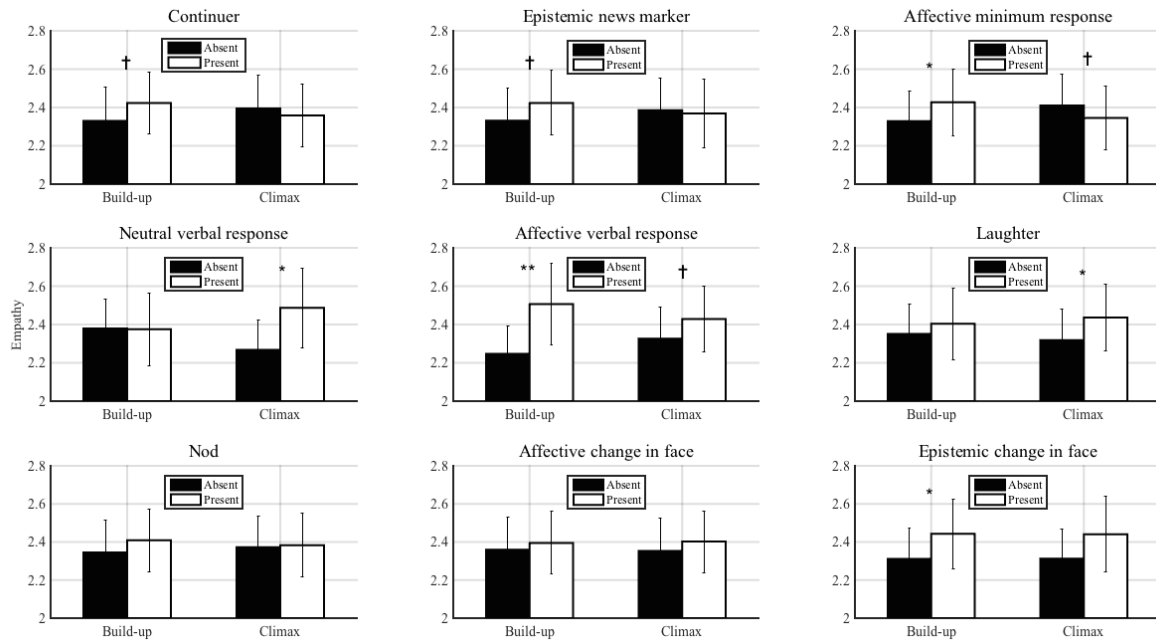 Continuer
2.8
2.6
2.4
2.2
2
†
Absent
Present
Build-up
Climax
Epistemic news marker
2.8
2.6
2.4
2.2
2
†
Absent
Present
Build-up
Climax
Affective minimum response
2.8
2.6
2.4
2.2
2
*
Absent
Present
†
Build-up
Climax
Empathy
Neutral verbal response
2.8
2.6
2.4
2.2
2
Absent
Present
*
Build-up
Climax
Affective verbal response
2.8
2.6
2.4
2.2
2
**
Absent
Present
†
Build-up
Climax
Laughter
2.8
2.6
2.4
2.2
2
Absent
Present
*
Build-up
Climax
Nod
2.8
2.6
2.4
2.2
2
Absent
Present
Build-up
Climax
Affective change in face
2.8
2.6
2.4
2.2
2
Absent
Present
Build-up
Climax
Epistemic change in face
2.8
2.6
2.4
2.2
2
*
Absent
Present
Build-up
Climax